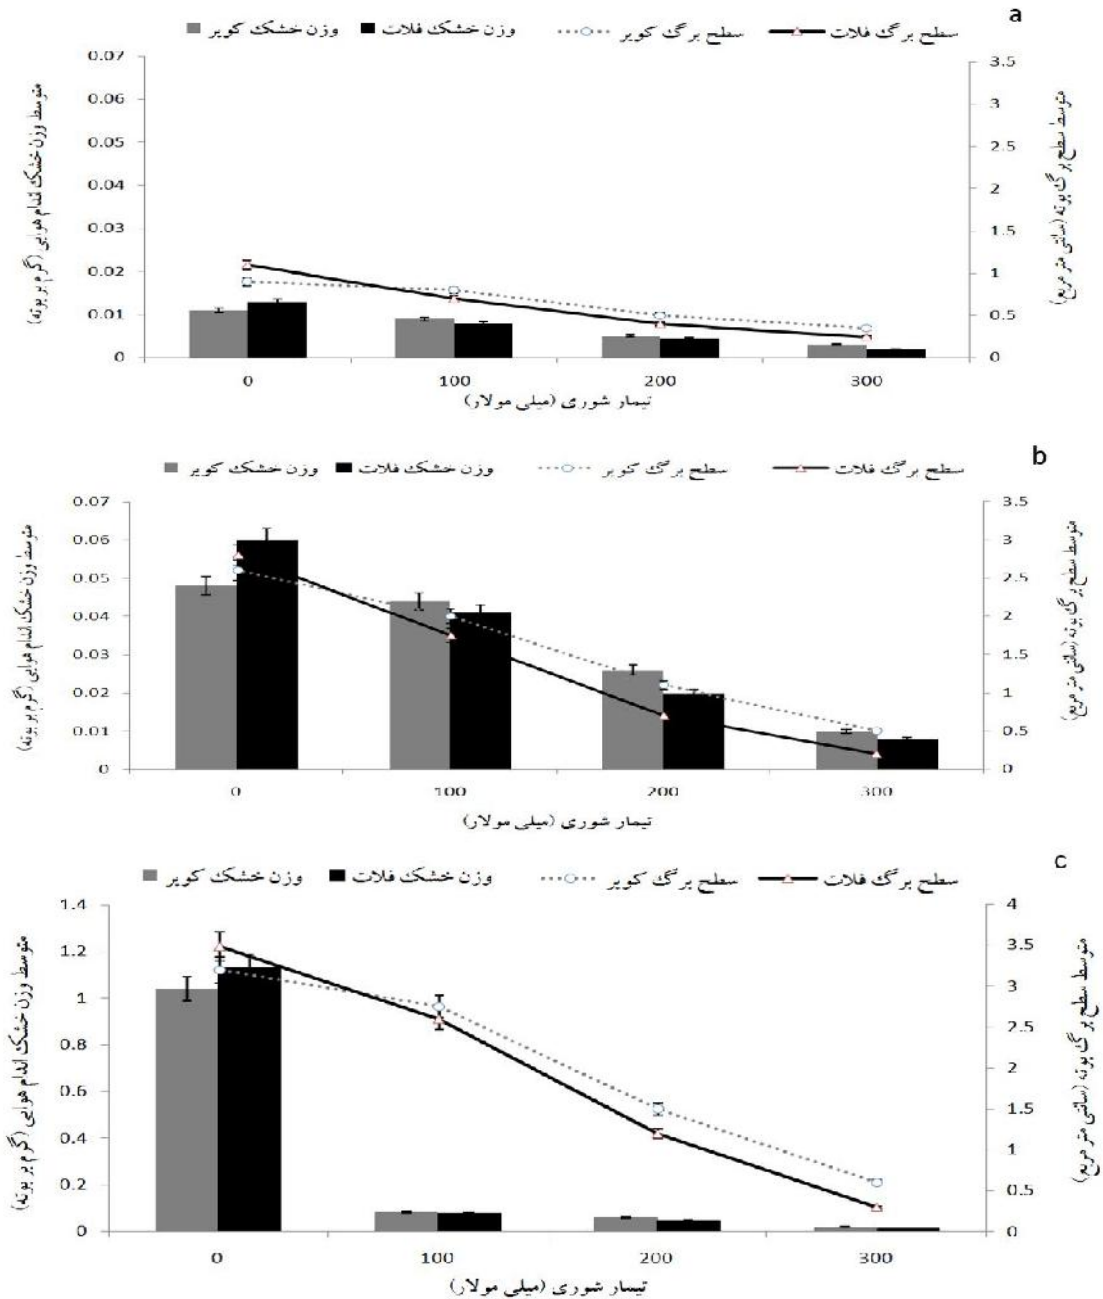 a
وزن خشک کویر وزن خشک فلات سطح برگ کویر سطح برگ فلات
متوسط وزن خشک اندام هوایی (گرم بر بوته)
0.07
0.06
0.05
0.04
0.03
0.02
0.01
0
متوسط سطح برگ بوته (سانتی متر مربع)
3.5
3
2.5
2
1.5
1
0.5
0
0 100 200 300
تیمار شوری (میلی مولار)
b
وزن خشک کویر وزن خشک فلات سطح برگ کویر سطح برگ فلات
متوسط وزن خشک اندام هوایی (گرم بر بوته)
0.07
0.06
0.05
0.04
0.03
0.02
0.01
0
متوسط سطح برگ بوته (سانتی متر مربع)
3.5
3
2.5
2
1.5
1
0.5
0
0 100 200 300
تیمار شوری (میلی مولار)
c
وزن خشک کویر وزن خشک فلات سطح برگ کویر سطح برگ فلات
متوسط وزن خشک اندام هوایی (گرم بر بوته)
1.4
1.2
1
0.8
0.6
0.4
0.2
0
متوسط سطح برگ بوته (سانتی متر مربع)
4
3.5
3
2.5
2
1.5
1
0.5
0
0 100 200 300
تیمار شوری (میلی مولار)